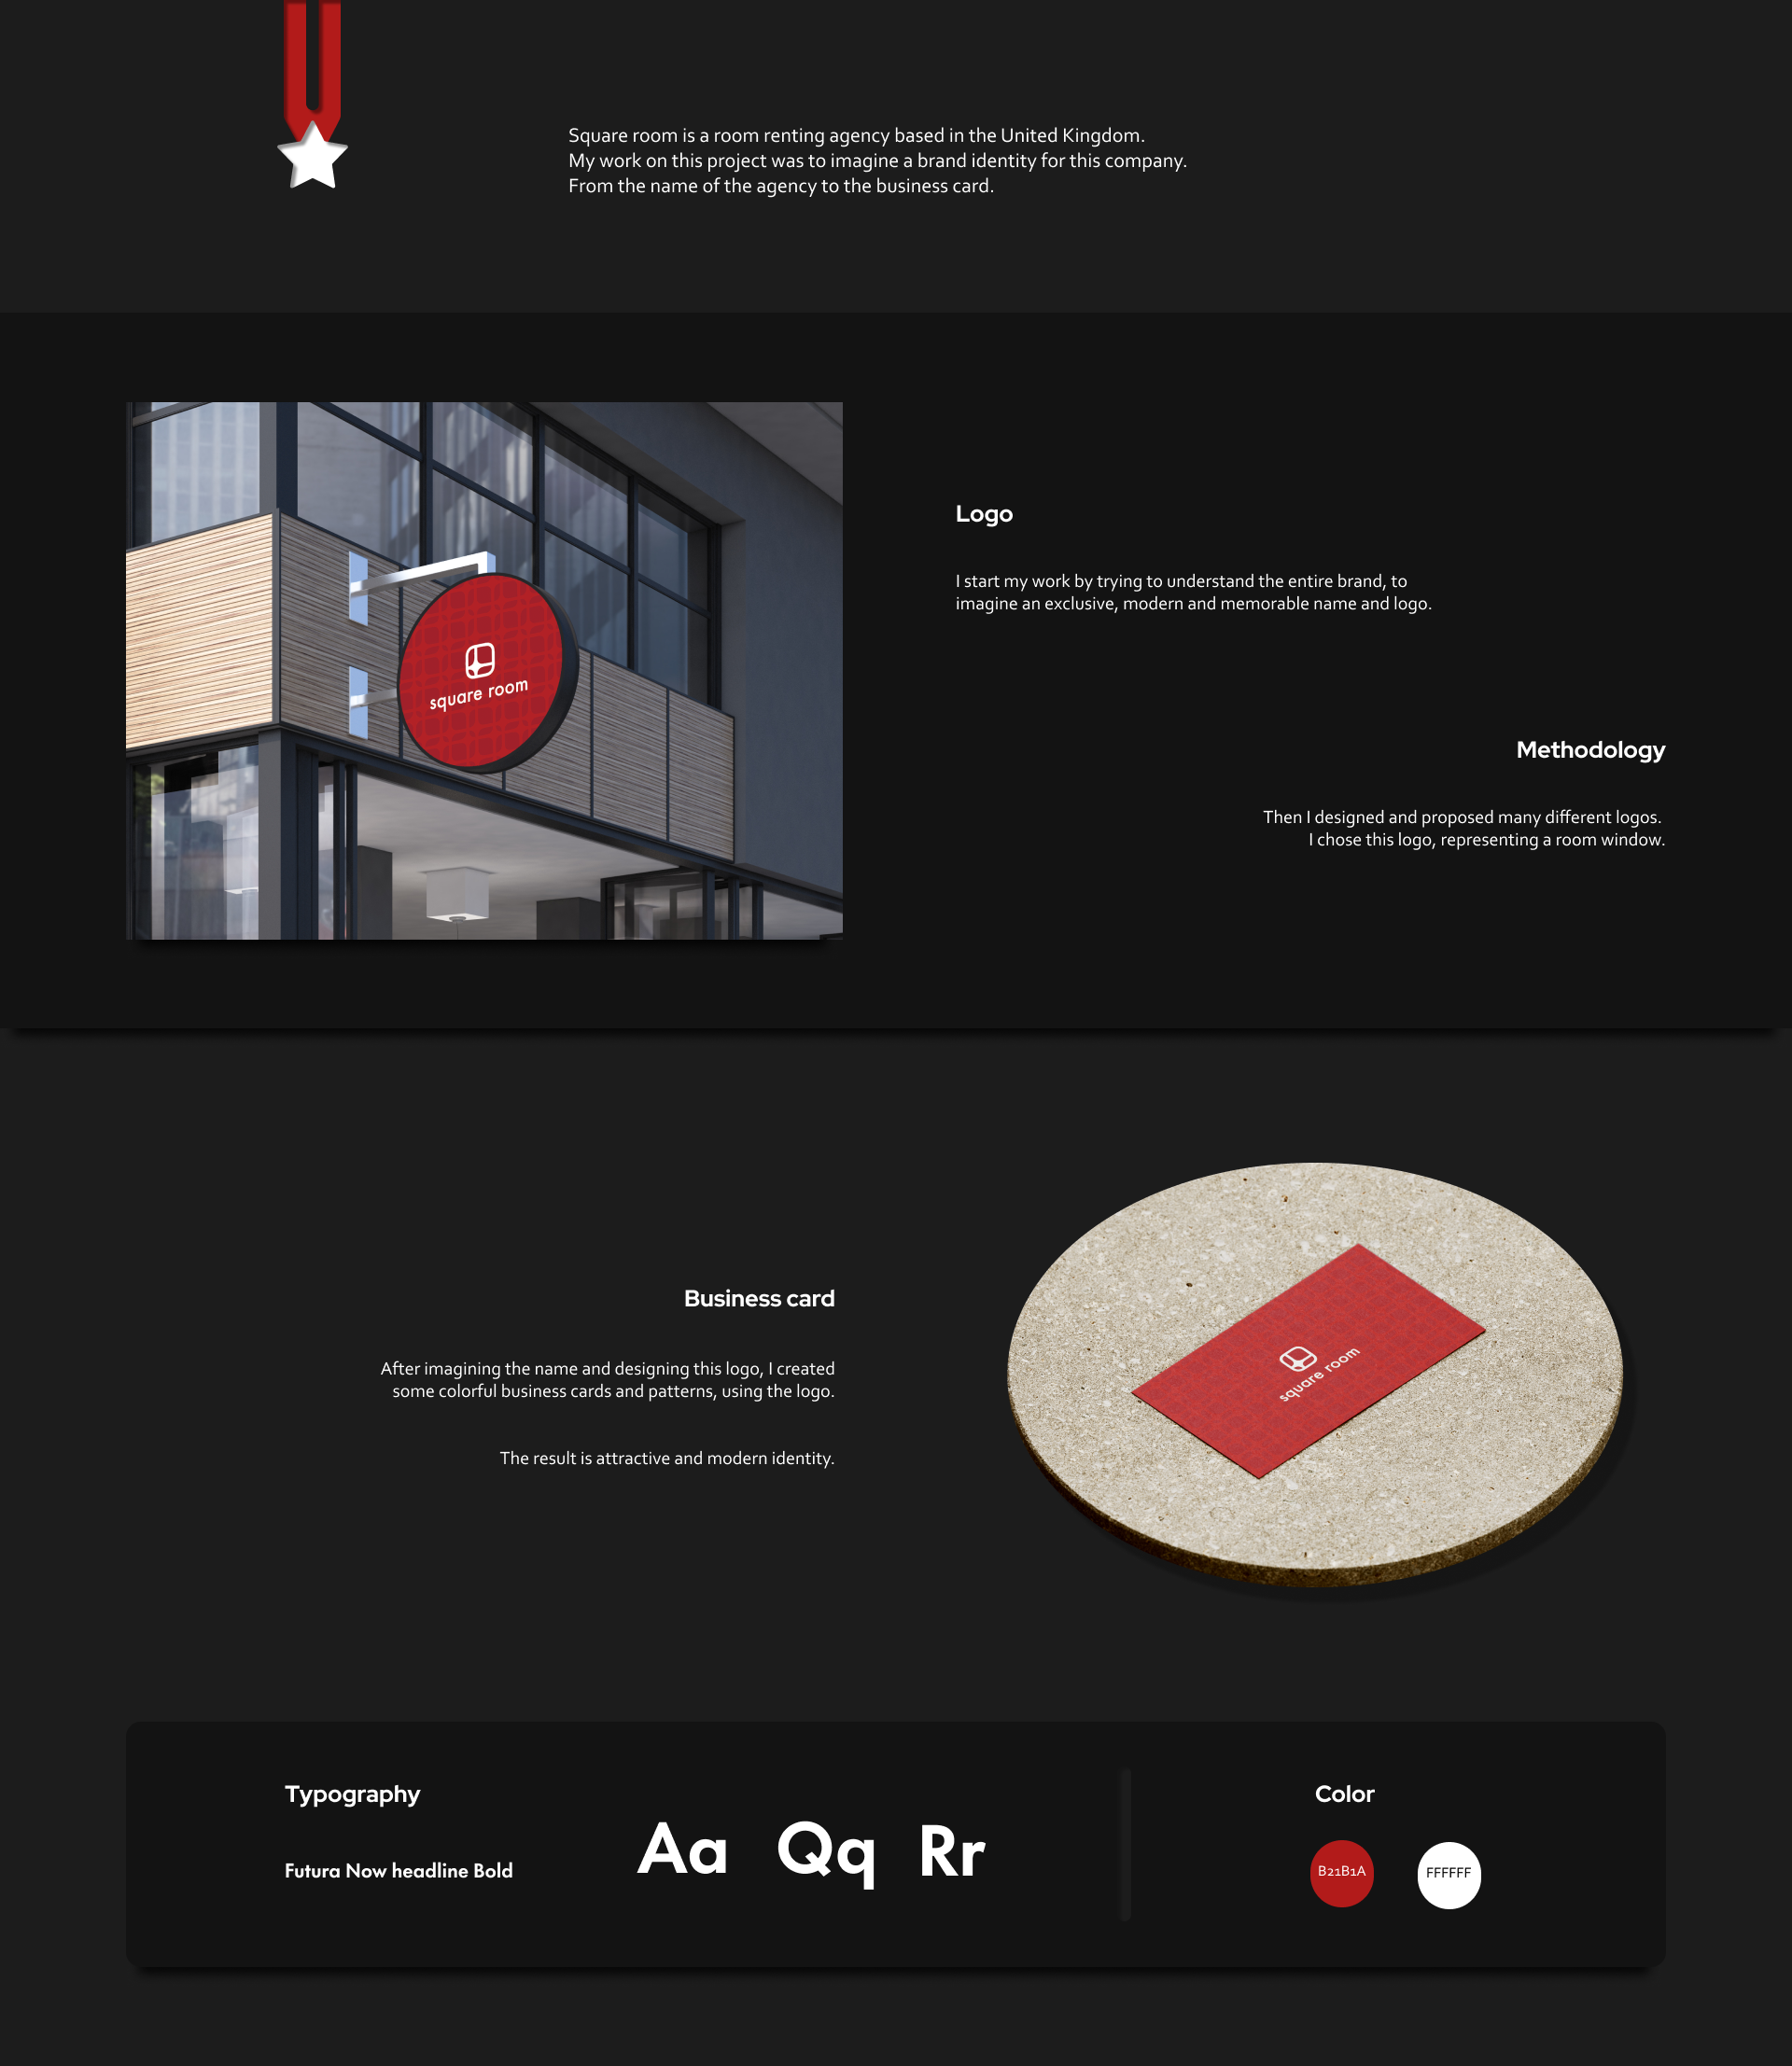 Square room is a room renting agency based in the United Kingdom.
My work on this project was to imagine a brand identity for this company.
From the name of the agency to the business card.
square room
Logo
I start my work by trying to understand the entire brand, to
imagine an exclusive, modern and memorable name and logo.
Methodology
Then I designed and proposed many different logos.
I chose this logo, representing a room window.
Business card
After imagining the name and designing this logo, I created
some colorful business cards and patterns, using the logo.
The result is attractive and modern identity.
square room
Typography
Futura Now headline Bold
Aa Qq Rr
Color
B21B1A
FFFFFF